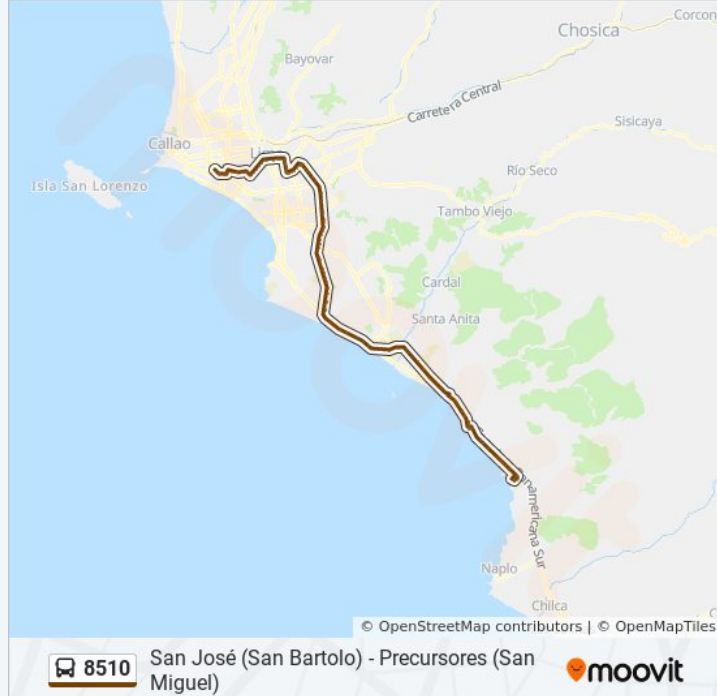 Chosica
Corcon
Bayovar
Carretera Central
Sisicaya
Callao
Isla San Lorenzo
Río Seco
Tambo Viejo
Cardal
Santa Anita
Panamericana Sur
Naplo
Chilca
© OpenStreetMap contributors | © OpenMapTiles
8510
San José (San Bartolo) - Precursores (San
Miguel)
moovit